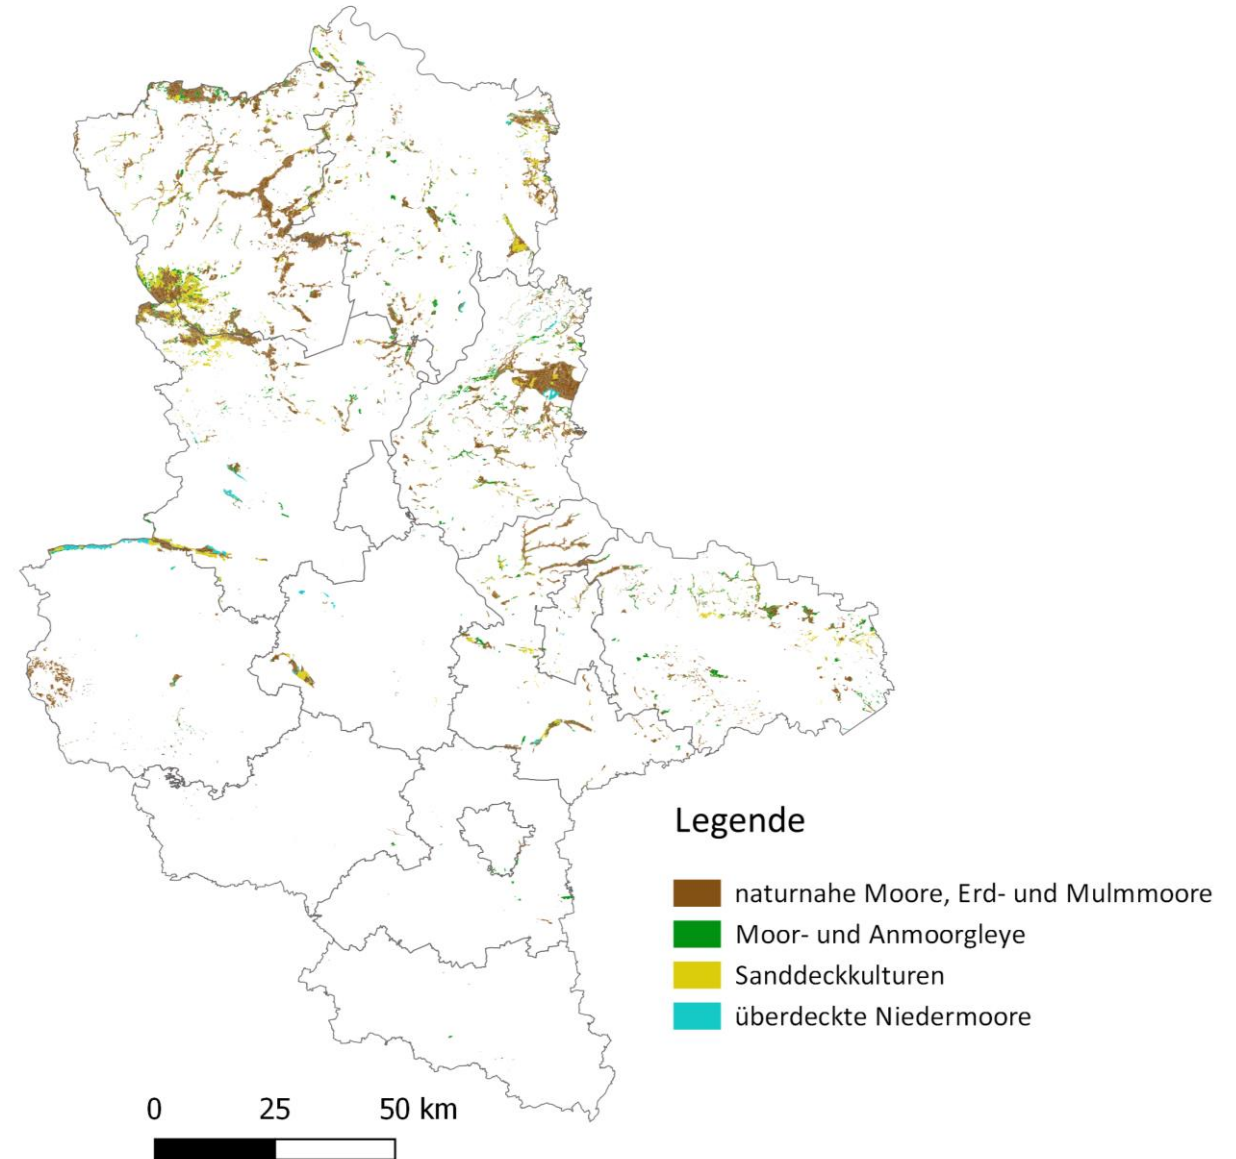 Legende
naturnahe Moore, Erd- und Mulmmoore
Moor- und Anmoorgleye
Sanddeckkulturen
überdeckte Niedermoore
0 25 50 km